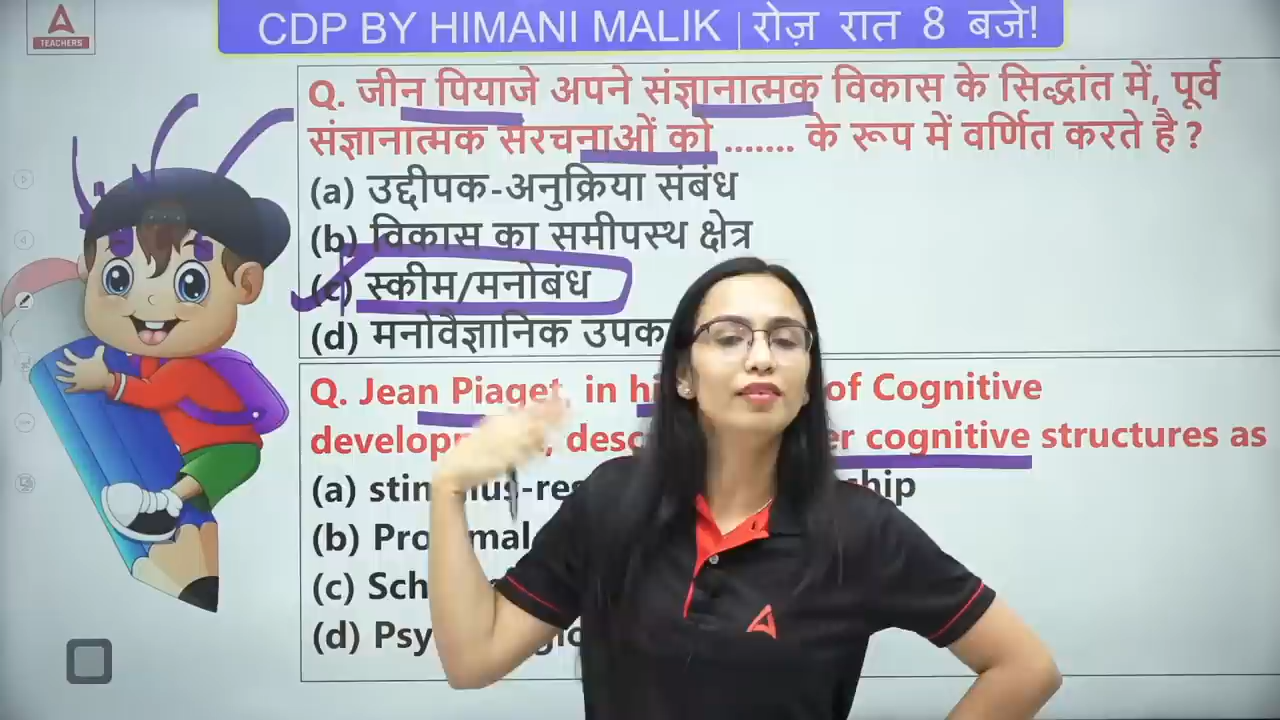 TEACHERS
CDP BY HIMANI MALIK | रोज़ रात 8 बजे!
Q. जीन पियाजे अपने संज्ञानात्मक विकास के सिद्धांत में, पूर्व
संज्ञानात्मक संरचनाओं को ....... के रूप में वर्णित करते है ?
(a) उद्दीपक-अनुक्रिया संबंध
(b) विकास का समीपस्थ क्षेत्र
(c) स्कीम/मनोबंध
(d) मनोवैज्ञानिक
Q. Jean Piaget, in of Cognitive
cognitive structures as
(a)
(b)
(c)
(d)